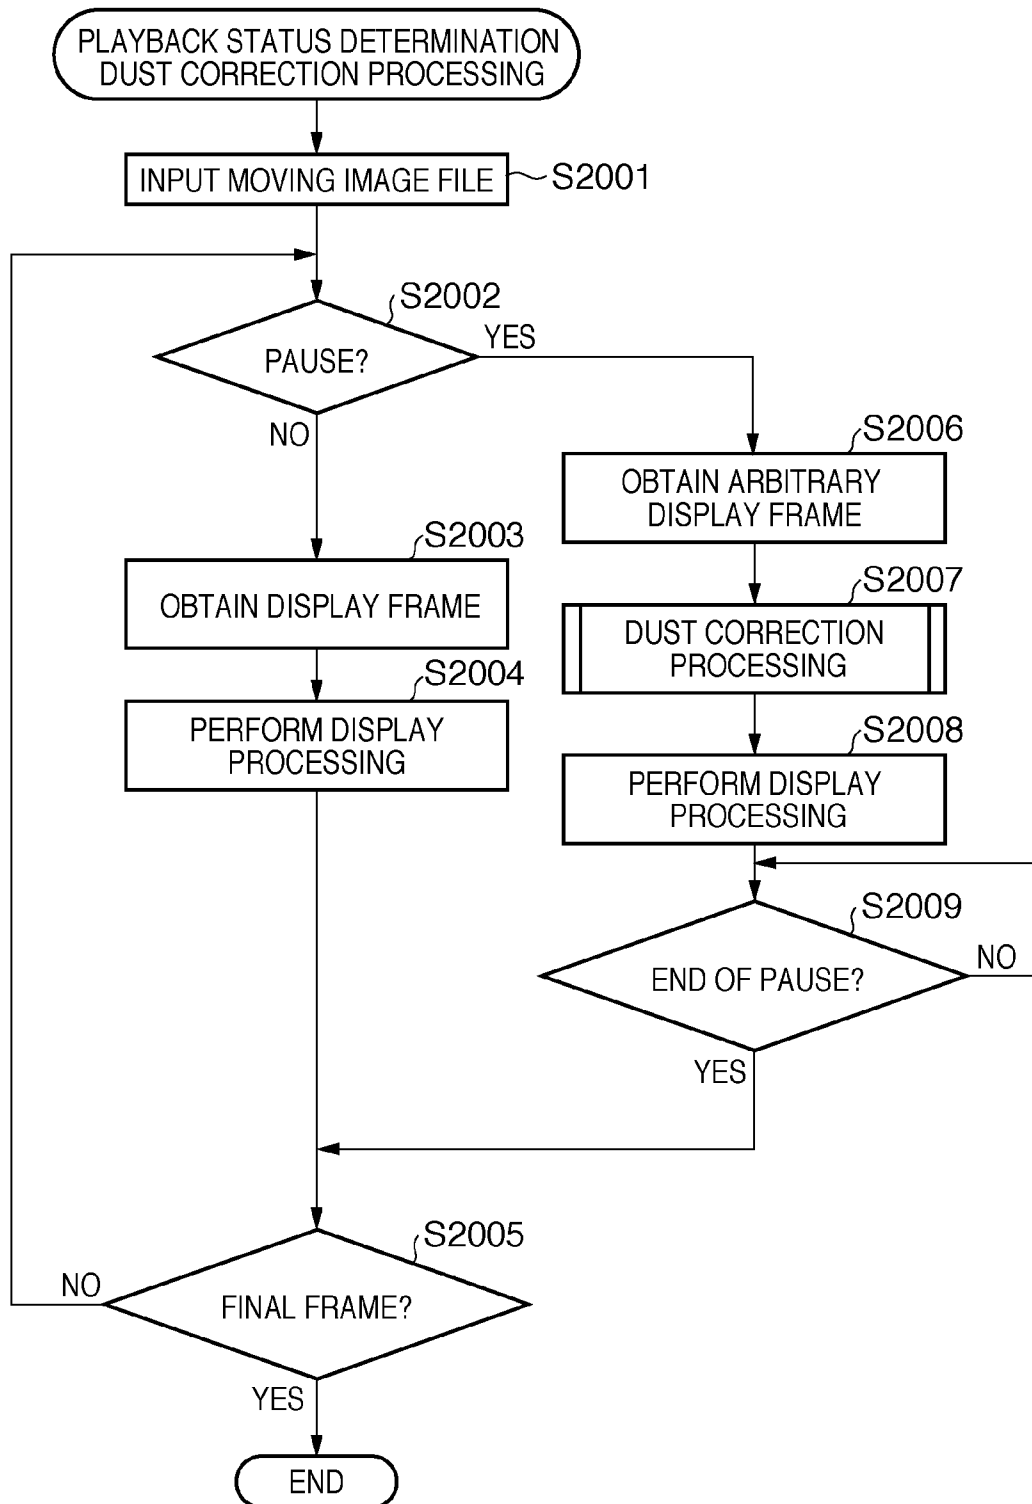 PLAYBACK STATUS DETERMINATION
DUST CORRECTION PROCESSING
INPUT MOVING IMAGE FILE
S2001
S2002
PAUSE?
YES
NO
S2003
OBTAIN DISPLAY FRAME
S2004
PERFORM DISPLAY
PROCESSING
S2006
OBTAIN ARBITRARY
DISPLAY FRAME
S2007
DUST CORRECTION
PROCESSING
S2008
PERFORM DISPLAY
PROCESSING
S2009
END OF PAUSE?
NO
YES
S2005
FINAL FRAME?
NO
YES
END